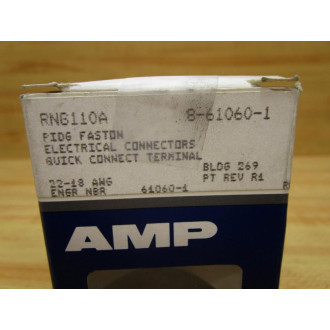 RNB110A 8-61060-1
PIDG FASTON
ELECTRICAL CONNECTORS
QUICK CONNECT TERMINAL
BLDG 269
22-18 AWG PT REV R1
ENGR NBR 61060-1
AMP